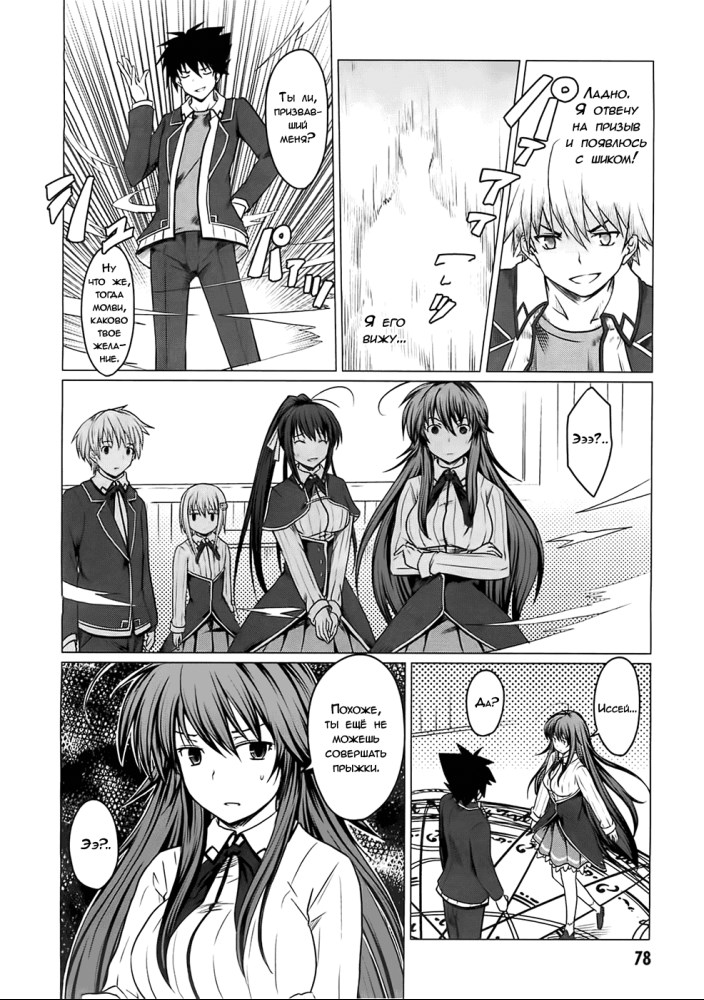 Ладно.
Я отвечу
на призыв
и появлюсь
с шиком!
Я его
вижу...
Ты ли,
призвав-
ший
меня?
Ну
что же,
тогда
молви,
каково
твое
жела-
ние.
Эээ?..
Иссей...
Да?
Похоже,
ты ещё не
можешь
совершать
прыжки.
Ээ?..
78